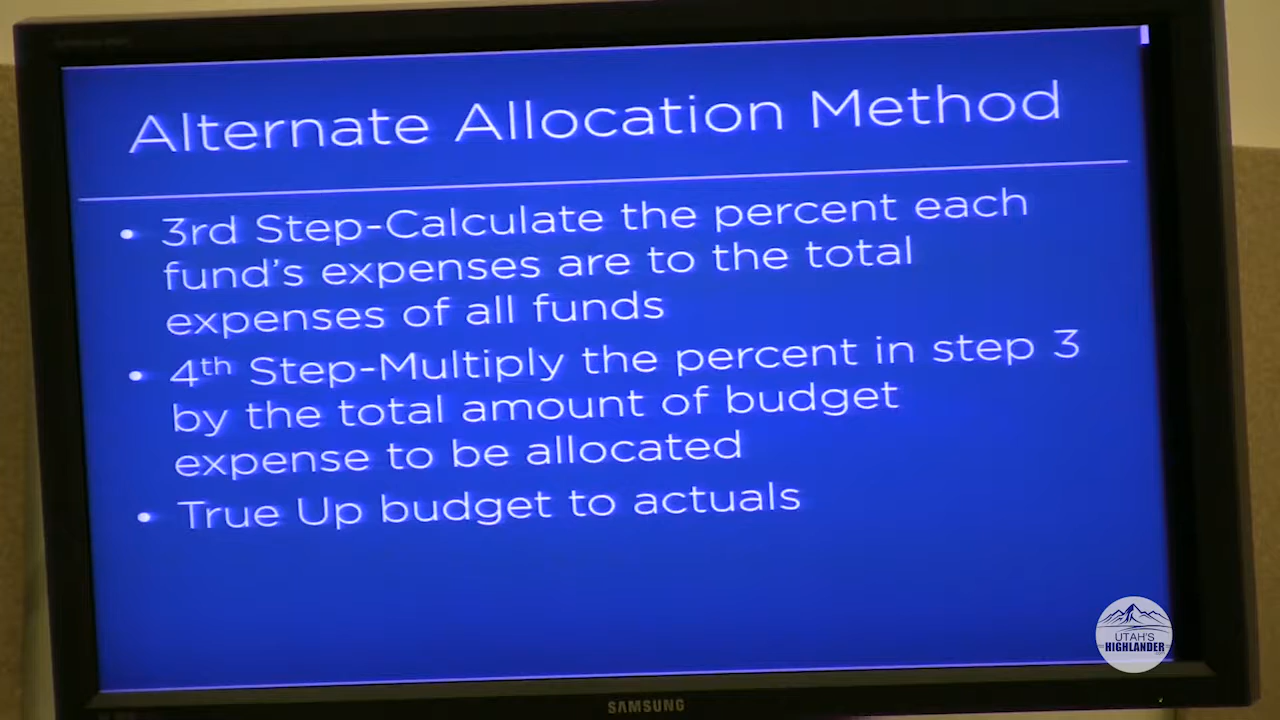 Alternate Allocation Method
• 3rd Step-Calculate the percent each
fund's expenses are to the total
expenses of all funds
• 4th Step-Multiply the percent in step 3
by the total amount of budget
expense to be allocated
• True Up budget to actuals
UTAH'S
HIGHLANDER
SAMSUNG